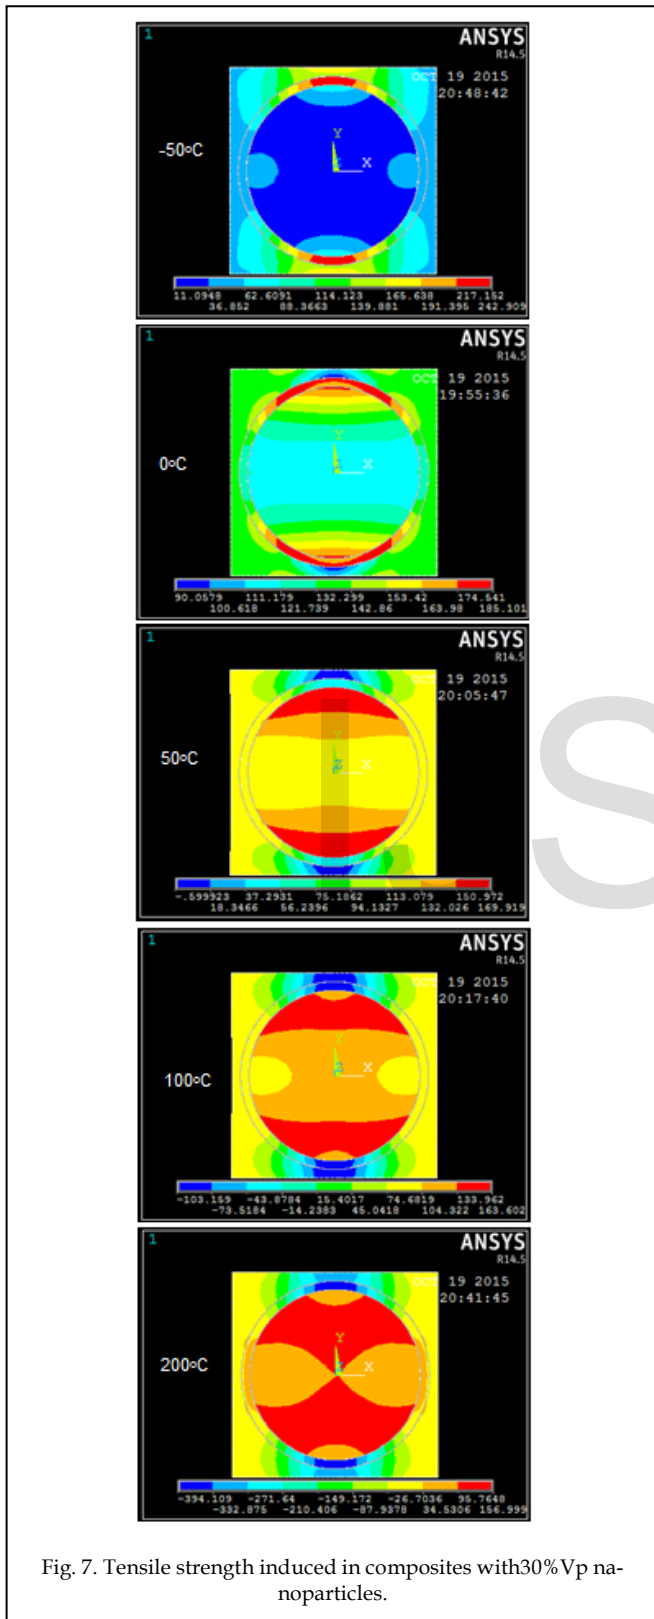 1
ANSYS
R14.5
OCT 19 2015
20:48:42
-50°C
Y
X
11.0948 62.6091 114.123 165.638 217.152
36.852 88.3663 139.881 191.395 242.909
1
ANSYS
R14.5
OCT 19 2015
19:55:36
0°C
Y
Z X
90.0579 111.179 132.299 153.42 174.541
100.618 121.739 142.86 163.98 185.101
1
ANSYS
R14.5
OCT 19 2015
20:05:47
50°C
Y
Z X
-.599923 37.2931 75.1862 113.079 150.972
18.3466 56.2396 94.1327 132.026 169.919
1
ANSYS
R14.5
OCT 19 2015
20:17:40
100°C
Y
Z X
-103.159 -43.8784 15.4017 74.6819 133.962
-73.5184 -14.2383 45.0418 104.322 163.602
1
ANSYS
R14.5
OCT 19 2015
20:41:45
200°C
Y
X
-394.109 -271.64 -149.172 -26.7036 95.7648
-332.875 -210.406 -87.9378 34.5306 156.999
S
Fig. 7. Tensile strength induced in composites with30%Vp na-
noparticles.